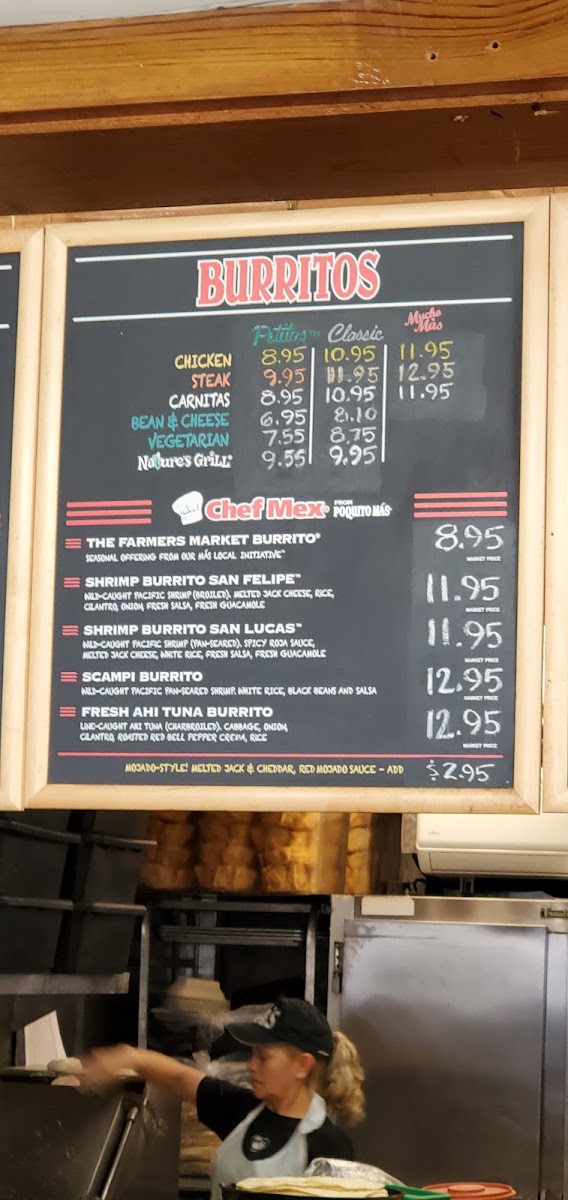 BURRITOS
Petitos™ Classic Mucho Más
CHICKEN 8.95 10.95 11.95
STEAK 9.95 11.95 12.95
CARNITAS 8.95 10.95 11.95
BEAN & CHEESE 6.95 8.10
VEGETARIAN 7.55 8.75
Nature's Grill® 9.55 9.95
Chef Mex® FROM POQUITO MÁS®
THE FARMERS MARKET BURRITO® 8.95
SEASONAL OFFERING FROM OUR MÁS LOCAL INITIATIVE™ MARKET PRICE
SHRIMP BURRITO SAN FELIPE™ 11.95
WILD-CAUGHT PACIFIC SHRIMP (BROILED), MELTED JACK CHEESE, RICE,
CILANTRO, ONION, FRESH SALSA, FRESH GUACAMOLE MARKET PRICE
SHRIMP BURRITO SAN LUCAS™ 11.95
WILD-CAUGHT PACIFIC SHRIMP (PAN-SEARED), SPICY ROJA SAUCE,
MELTED JACK CHEESE, WHITE RICE, FRESH SALSA, FRESH GUACAMOLE MARKET PRICE
SCAMPI BURRITO 12.95
WILD-CAUGHT PACIFIC PAN-SEARED SHRIMP. WHITE RICE, BLACK BEANS AND SALSA MARKET PRICE
FRESH AHI TUNA BURRITO 12.95
LINE-CAUGHT AHI TUNA (CHARBROILED), CABBAGE, ONION,
CILANTRO, ROASTED RED BELL PEPPER CREMA, RICE MARKET PRICE
MOJADO-STYLE! MELTED JACK & CHEDDAR, RED MOJADO SAUCE - ADD $2.95